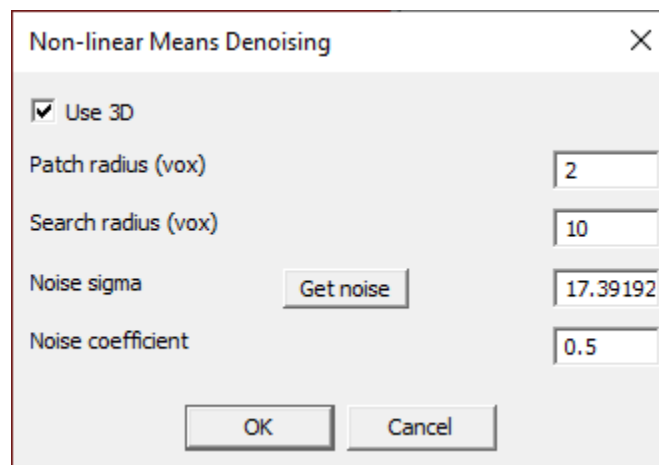 Non-linear Means Denoising
Use 3D
Patch radius (vox) 2
Search radius (vox) 10
Noise sigma Get noise 17.39192
Noise coefficient 0.5
OK Cancel